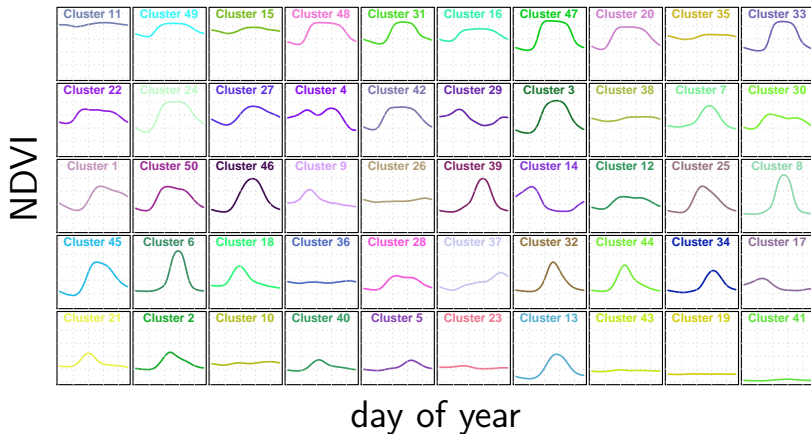 Cluster 11 Cluster 49 Cluster 15 Cluster 48 Cluster 31 Cluster 16 Cluster 47 Cluster 20 Cluster 35 Cluster 33
Cluster 22 Cluster 24 Cluster 27 Cluster 4 Cluster 42 Cluster 29 Cluster 3 Cluster 38 Cluster 7 Cluster 30
NDVI
Cluster 1 Cluster 50 Cluster 46 Cluster 9 Cluster 26 Cluster 39 Cluster 14 Cluster 12 Cluster 25 Cluster 8
Cluster 45 Cluster 6 Cluster 18 Cluster 36 Cluster 28 Cluster 37 Cluster 32 Cluster 44 Cluster 34 Cluster 17
Cluster 21 Cluster 2 Cluster 10 Cluster 40 Cluster 5 Cluster 23 Cluster 13 Cluster 43 Cluster 19 Cluster 41
day of year